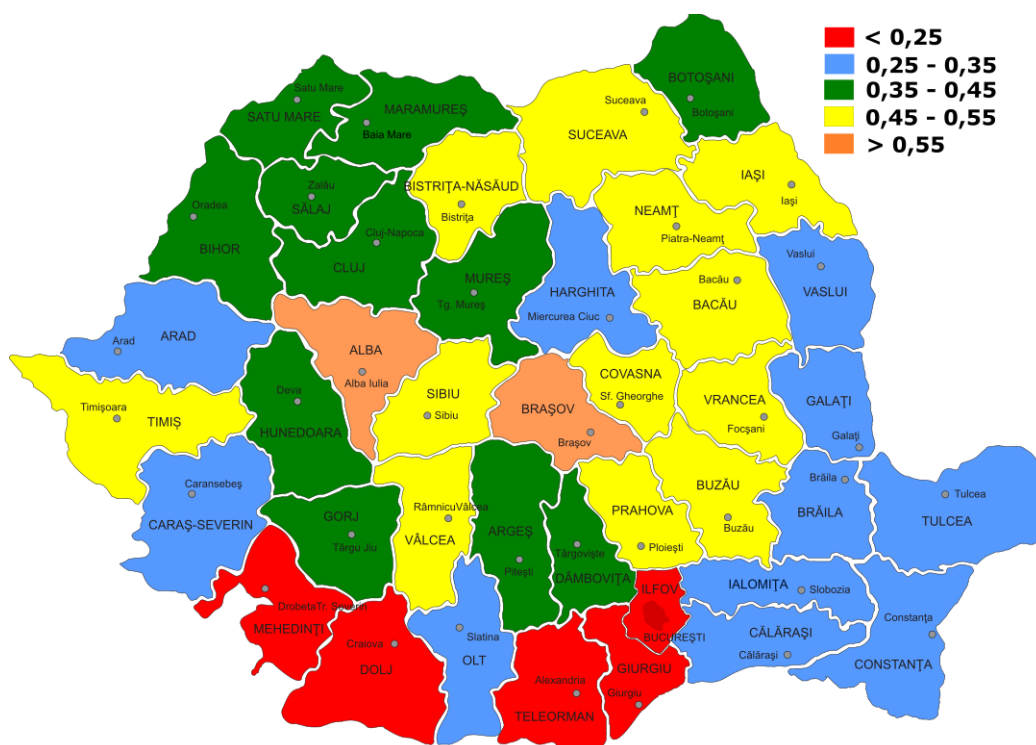 < 0,25
0,25 - 0,35
0,35 - 0,45
0,45 - 0,55
> 0,55
BOTOŞANI
Botoşani
Satu Mare
SATU MARE
MARAMUREŞ
Baia Mare
Suceava
SUCEAVA
IAŞI
Iaşi
BISTRIŢA-NĂSĂUD
Bistriţa
Zalău
SĂLAJ
Oradea
BIHOR
Cluj-Napoca
CLUJ
NEAMŢ
Piatra-Neamţ
MUREŞ
Tg. Mureş
HARGHITA
Miercurea Ciuc
Bacău
BACĂU
Vaslui
VASLUI
ARAD
Arad
ALBA
Alba Iulia
SIBIU
Sibiu
BRAŞOV
Braşov
COVASNA
Sf. Gheorghe
VRANCEA
Focşani
GALAŢI
Galaţi
Timişoara
TIMIŞ
Deva
HUNEDOARA
Caransebeş
CARAŞ-SEVERIN
GORJ
Târgu Jiu
RâmnicuVâlcea
VÂLCEA
ARGEŞ
Piteşti
Târgovişte
DÂMBOVIŢA
PRAHOVA
Ploieşti
BUZĂU
Buzău
Brăila
BRĂILA
Tulcea
TULCEA
DrobetaTr. Severin
MEHEDINŢI
Craiova
DOLJ
Slatina
OLT
Alexandria
TELEORMAN
ILFOV
BUCUREŞTI
GIURGIU
Giurgiu
IALOMIŢA
Slobozia
CĂLĂRAŞI
Călăraşi
Constanţa
CONSTANŢA